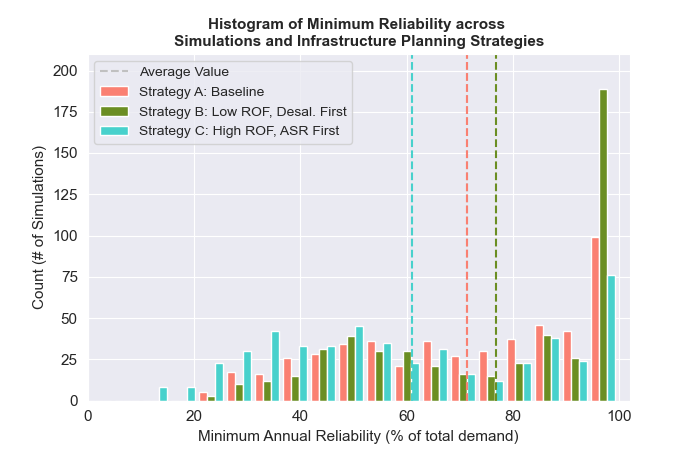 Histogram of Minimum Reliability across
Simulations and Infrastructure Planning Strategies
Average Value
Strategy A: Baseline
Strategy B: Low ROF, Desal. First
Strategy C: High ROF, ASR First
Count (# of Simulations)
200
175
150
125
100
75
50
25
0
0 20 40 60 80 100
Minimum Annual Reliability (% of total demand)